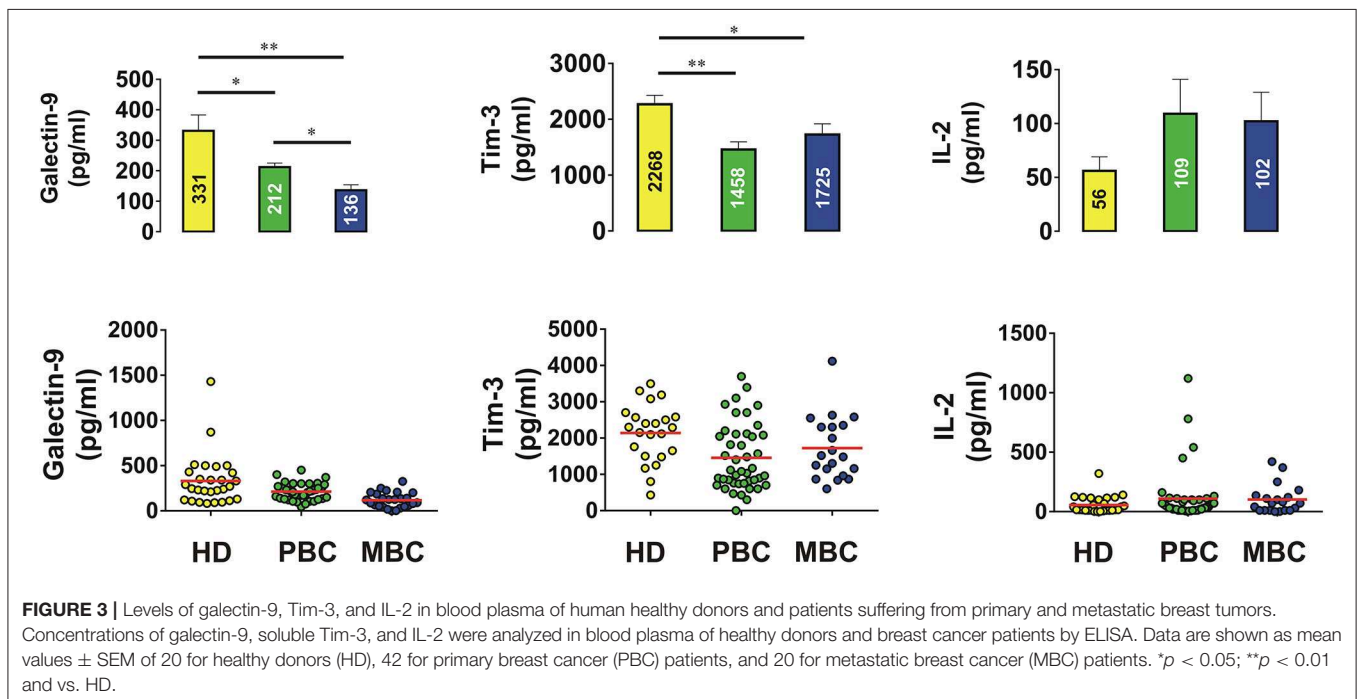 ** * *
500
400
300
200
100
0
Galectin-9
(pg/ml)
331 212 136
* **
3000
2000
1000
0
Tim-3
(pg/ml)
2268 1458 1725
150
100
50
0
IL-2
(pg/ml)
56 109 102
2000
1500
1000
500
0
Galectin-9
(pg/ml)
HD PBC MBC
5000
4000
3000
2000
1000
0
Tim-3
(pg/ml)
HD PBC MBC
1500
1000
500
0
IL-2
(pg/ml)
HD PBC MBC
FIGURE 3 | Levels of galectin-9, Tim-3, and IL-2 in blood plasma of human healthy donors and patients suffering from primary and metastatic breast tumors.
Concentrations of galectin-9, soluble Tim-3, and IL-2 were analyzed in blood plasma of healthy donors and breast cancer patients by ELISA. Data are shown as mean
values ± SEM of 20 for healthy donors (HD), 42 for primary breast cancer (PBC) patients, and 20 for metastatic breast cancer (MBC) patients. *p < 0.05; **p < 0.01
and vs. HD.